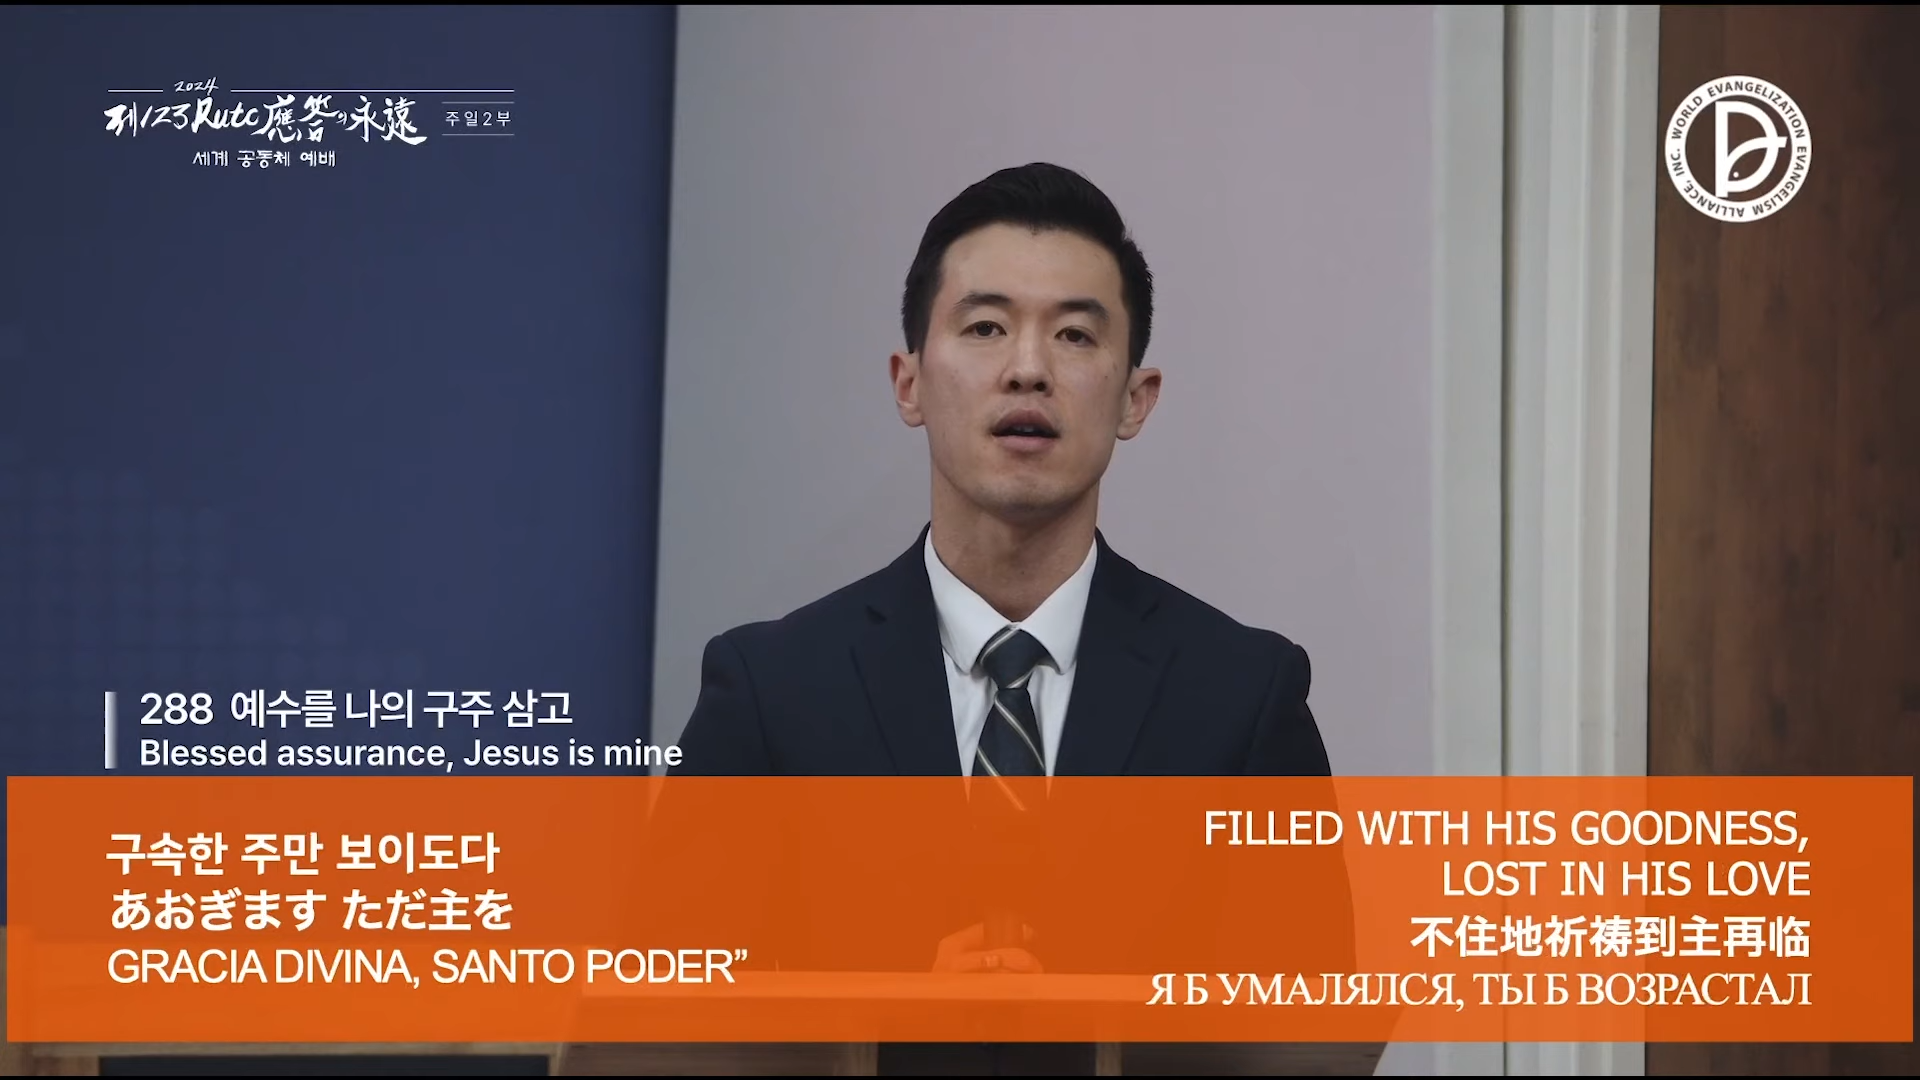 2024
제123RUTC應答의永遠
주일2부
세계 공동체 예배
WORLD EVANGELIZATION EVANGELISM ALLIANCE, INC.
288 예수를 나의 구주 삼고
Blessed assurance, Jesus is mine
구속한 주만 보이도다
あおぎます ただ主を
GRACIA DIVINA, SANTO PODER”
FILLED WITH HIS GOODNESS,
LOST IN HIS LOVE
不住地祈祷到主再临
Я Б УМАЛЯЛСЯ, ТЫ Б ВОЗРАСТАЛ